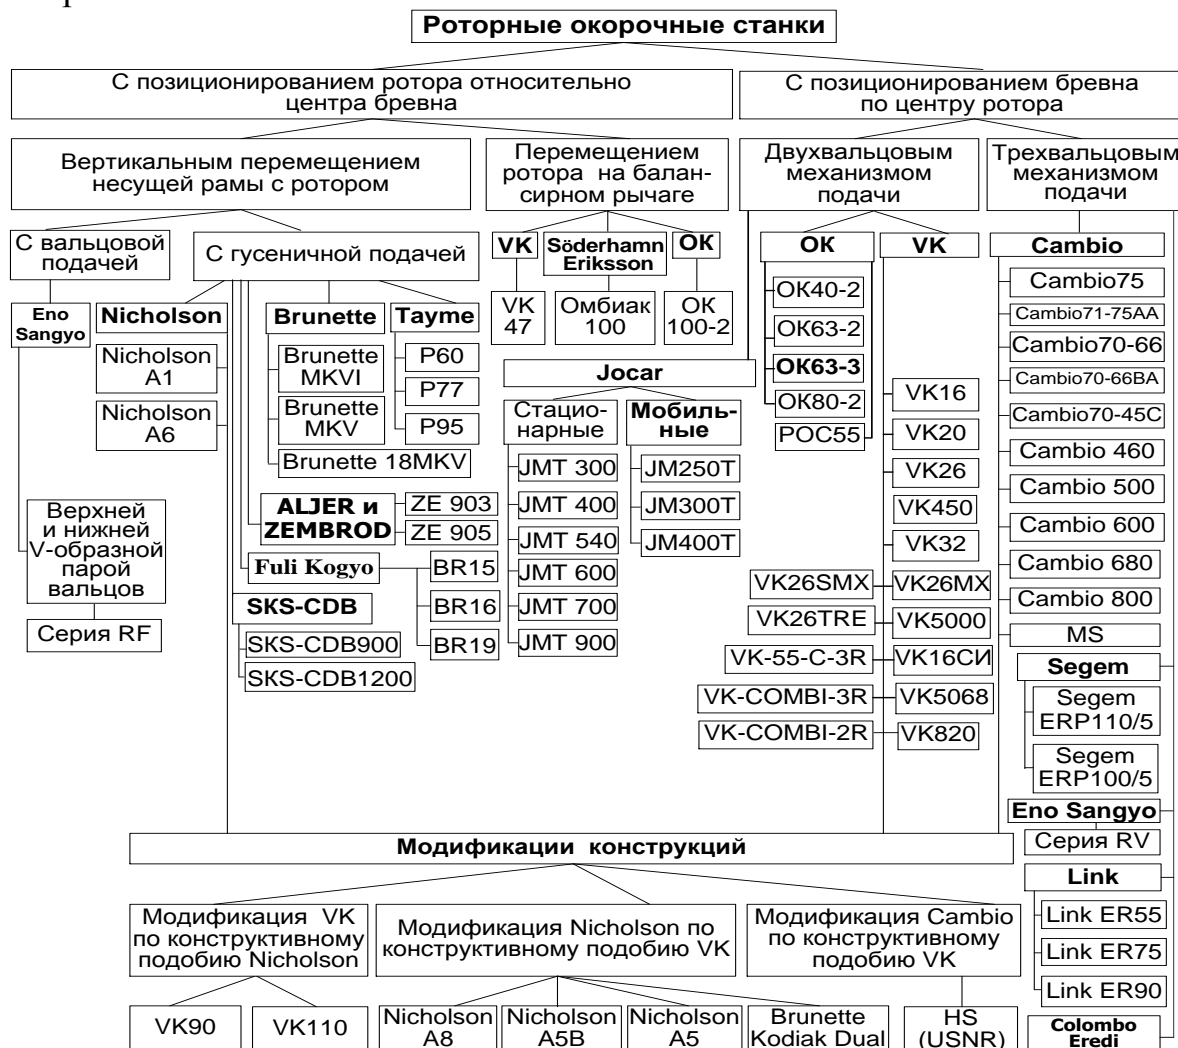 Роторные окорочные станки
С позиционированием ротора относительно
центра бревна
С позиционированием бревна
по центру ротора
Вертикальным перемещением
несущей рамы с ротором
Перемещением
ротора на балан-
сирном рычаге
Двухвальцовым
механизмом
подачи
Трехвальцовым
механизмом
подачи
С вальцовой
подачей
С гусеничной подачей
VK
Söderhamn
Eriksson
ОК
ОК
VK
Cambio
Eno
Sangyo
Nicholson
Brunette
Tayme
VK
47
Омбиак
100
ОК
100-2
Nicholson
A1
Nicholson
A6
Brunette
MKVI
Brunette
MKV
Brunette 18MKV
P60
P77
P95
Jocar
Стацио-
нарные
Мобиль-
ные
JMT 300
JMT 400
JMT 540
JMT 600
JMT 700
JMT 900
JM250T
JM300T
JM400T
ОК40-2
ОК63-2
ОК63-3
ОК80-2
РОС55
VK16
VK20
VK26
VK450
VK32
VK26SMX
VK26MX
VK26TRE
VK5000
VK-55-C-3R
VK16СИ
VK-COMBI-3R
VK5068
VK-COMBI-2R
VK820
Cambio75
Cambio71-75AA
Cambio70-66
Cambio70-66BA
Cambio70-45C
Cambio 460
Cambio 500
Cambio 600
Cambio 680
Cambio 800
MS
Верхней
и нижней
V-образной
парой
вальцов
Серия RF
ALJER и
ZEMBROD
ZE 903
ZE 905
Fuli Kogyo
BR15
BR16
BR19
SKS-CDB
SKS-CDB900
SKS-CDB1200
Segem
Segem
ERP110/5
Segem
ERP100/5
Eno Sangyo
Серия RV
Link
Link ER55
Link ER75
Link ER90
Colombo
Eredi
Модификации конструкций
Модификация VK
по конструктивному
подобию Nicholson
Модификация Nicholson по
конструктивному подобию VK
Модификация Cambio
по конструктивному
подобию VK
VK90
VK110
Nicholson
A8
Nicholson
A5B
Nicholson
A5
Brunette
Kodiak Dual
HS
(USNR)